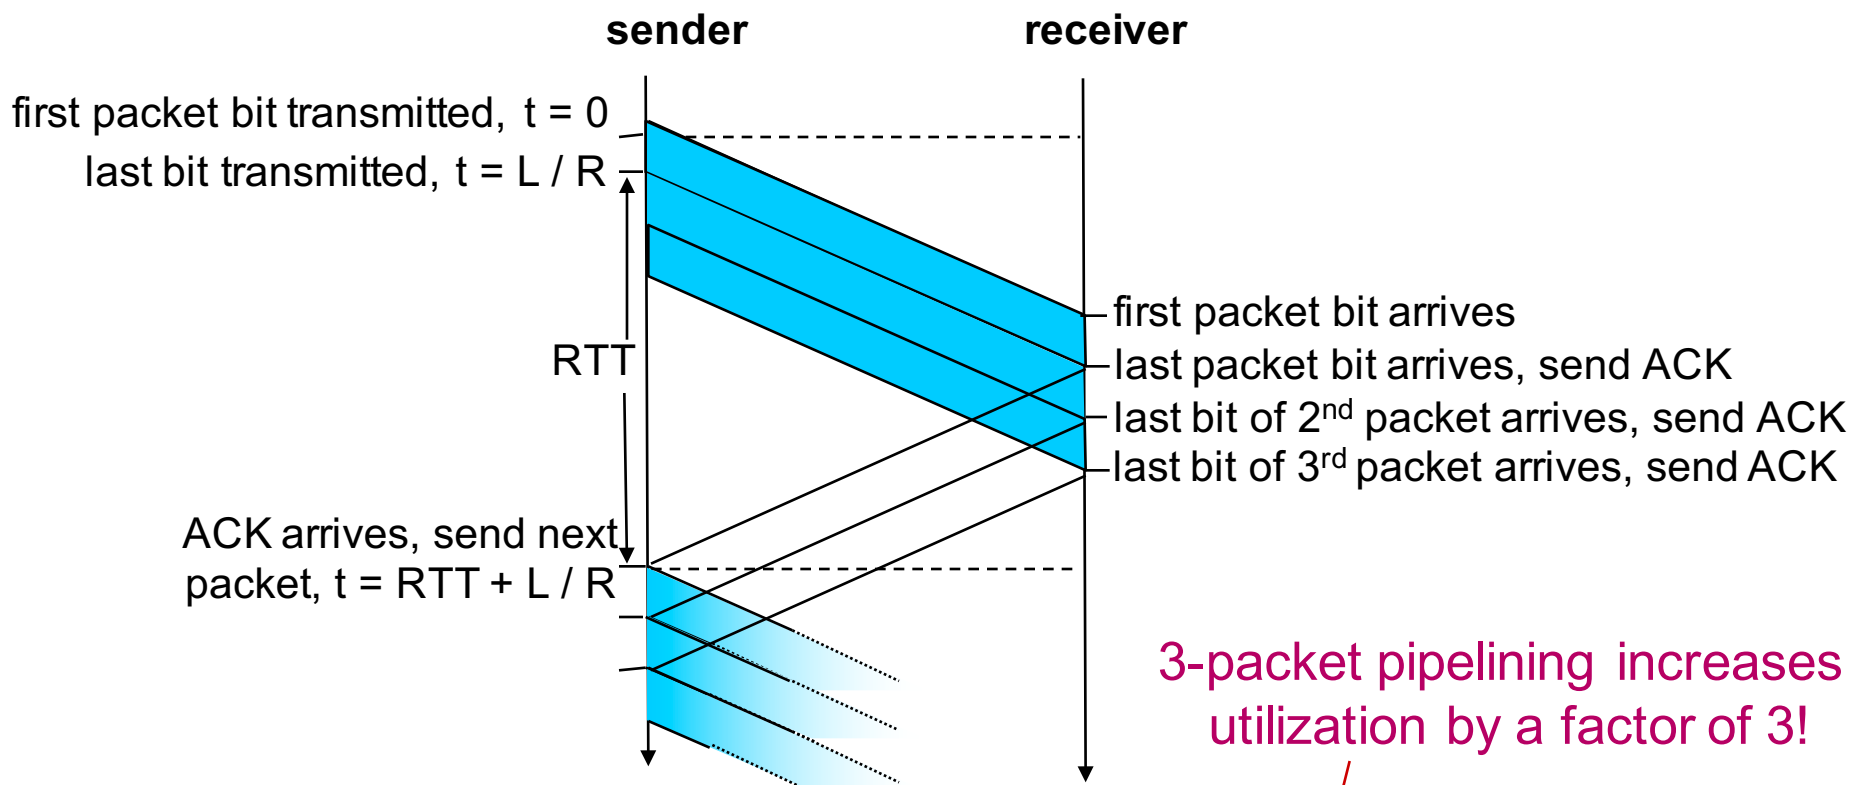 sender
receiver
first packet bit transmitted, t = 0
last bit transmitted, t = L / R
RTT
first packet bit arrives
last packet bit arrives, send ACK
last bit of 2nd packet arrives, send ACK
last bit of 3rd packet arrives, send ACK
ACK arrives, send next
packet, t = RTT + L / R
3-packet pipelining increases
utilization by a factor of 3!